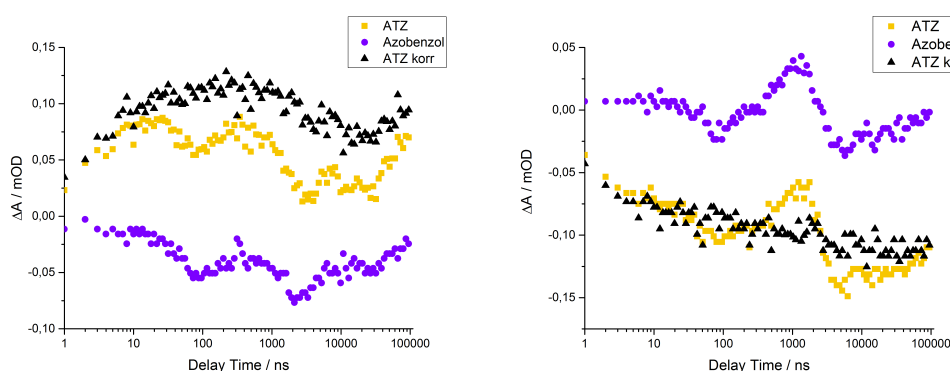 ATZ
Azobenzol
ATZ korr
0,15
0,10
0,05
0,00
-0,05
-0,10
ΔA / mOD
1
10
100
1000
10000
100000
Delay Time / ns
ATZ
Azobe
ATZ k
0,05
0,00
-0,05
-0,10
-0,15
ΔA / mOD
1
10
100
1000
10000
100000
Delay Time / ns